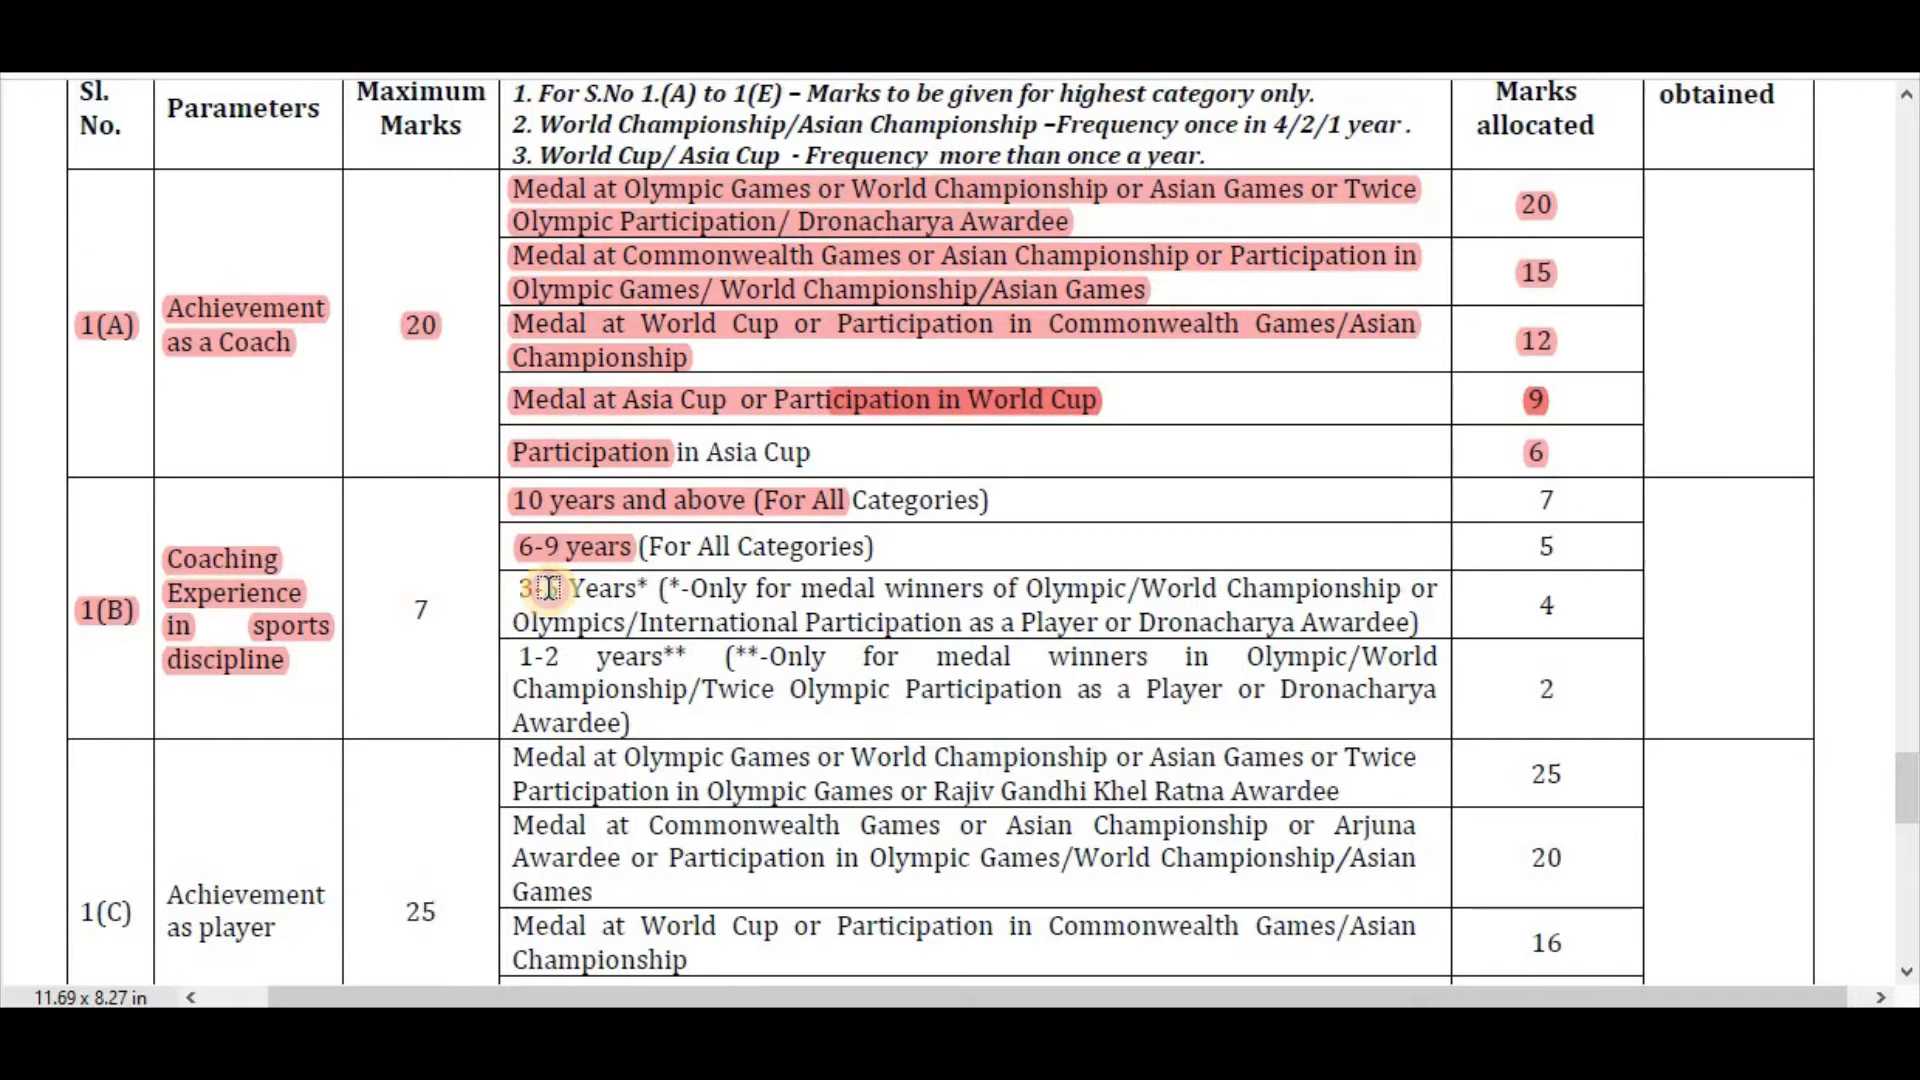 Sl.
No.
Parameters
Maximum
Marks
1. For S.No 1.(A) to 1(E) – Marks to be given for highest category only.
2. World Championship/Asian Championship –Frequency once in 4/2/1 year .
3. World Cup/ Asia Cup - Frequency more than once a year.
Marks
allocated
obtained
1(A)
Achievement
as a Coach
20
Medal at Olympic Games or World Championship or Asian Games or Twice
Olympic Participation/ Dronacharya Awardee
20
Medal at Commonwealth Games or Asian Championship or Participation in
Olympic Games/ World Championship/Asian Games
15
Medal at World Cup or Participation in Commonwealth Games/Asian
Championship
12
Medal at Asia Cup or Participation in World Cup
9
Participation in Asia Cup
6
1(B)
Coaching
Experience
in sports
discipline
7
10 years and above (For All Categories)
7
6-9 years (For All Categories)
5
Years* (*-Only for medal winners of Olympic/World Championship or
Olympics/International Participation as a Player or Dronacharya Awardee)
4
1-2 years** (**-Only for medal winners in Olympic/World
Championship/Twice Olympic Participation as a Player or Dronacharya
Awardee)
2
1(C)
Achievement
as player
25
Medal at Olympic Games or World Championship or Asian Games or Twice
Participation in Olympic Games or Rajiv Gandhi Khel Ratna Awardee
25
Medal at Commonwealth Games or Asian Championship or Arjuna
Awardee or Participation in Olympic Games/World Championship/Asian
Games
20
Medal at World Cup or Participation in Commonwealth Games/Asian
Championship
16
11.69 x 8.27 in